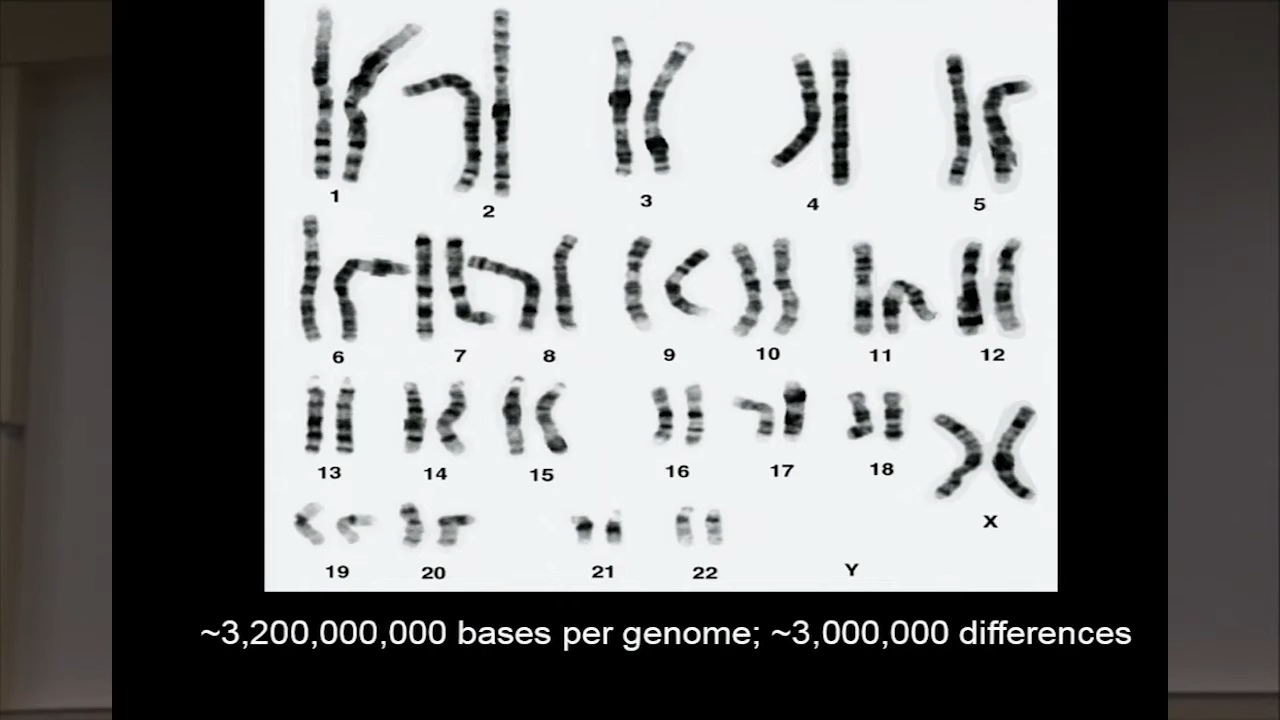 1 2 3 4 5
6 7 8 9 10 11 12
13 14 15 16 17 18
X
19 20 21 22 Y
~3,200,000,000 bases per genome; ~3,000,000 differences